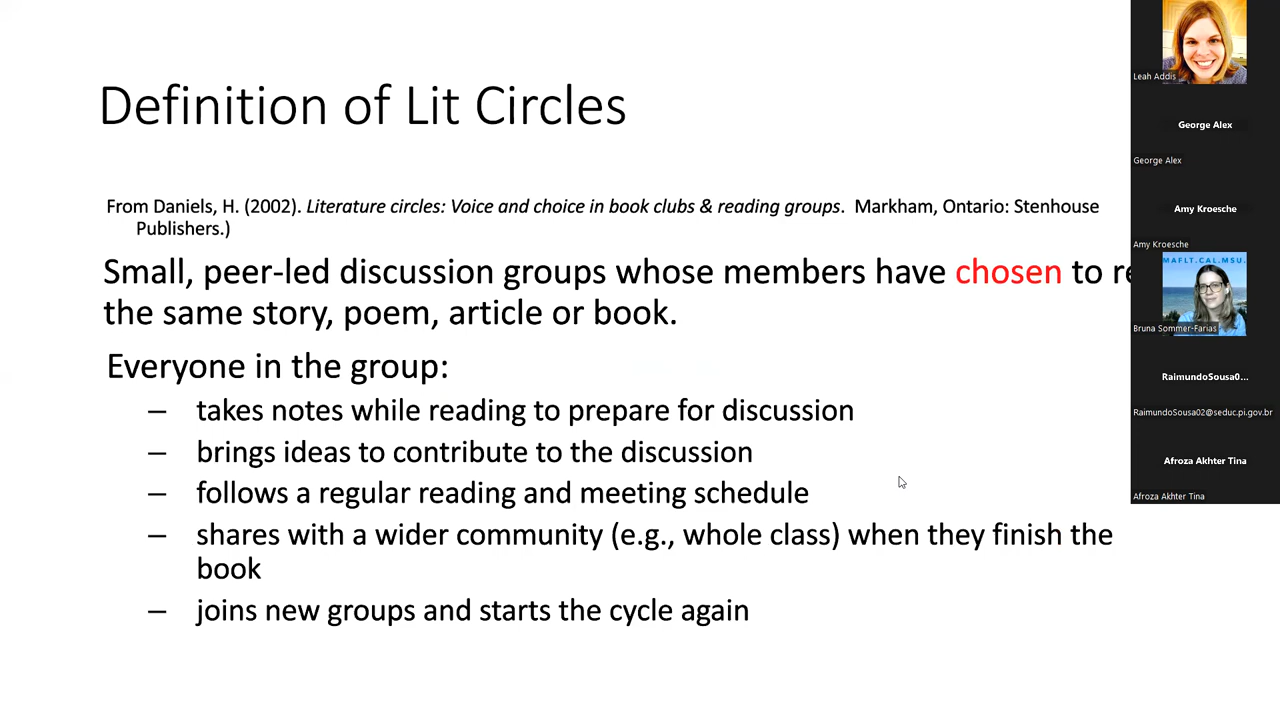 Definition of Lit Circles
From Daniels, H. (2002). Literature circles: Voice and choice in book clubs & reading groups. Markham, Ontario: Stenhouse
Publishers.)
Small, peer-led discussion groups whose members have chosen to re
the same story, poem, article or book.
Everyone in the group:
– takes notes while reading to prepare for discussion
– brings ideas to contribute to the discussion
– follows a regular reading and meeting schedule
– shares with a wider community (e.g., whole class) when they finish the
book
– joins new groups and starts the cycle again
Leah Addis
George Alex
George Alex
Amy Kroesche
Amy Kroesche
MAFLT.CAL.MSU.
Bruna Sommer-Farias
RaimundoSousa0...
RaimundoSousa02@seduc.pi.gov.br
Afroza Akhter Tina
Afroza Akhter Tina